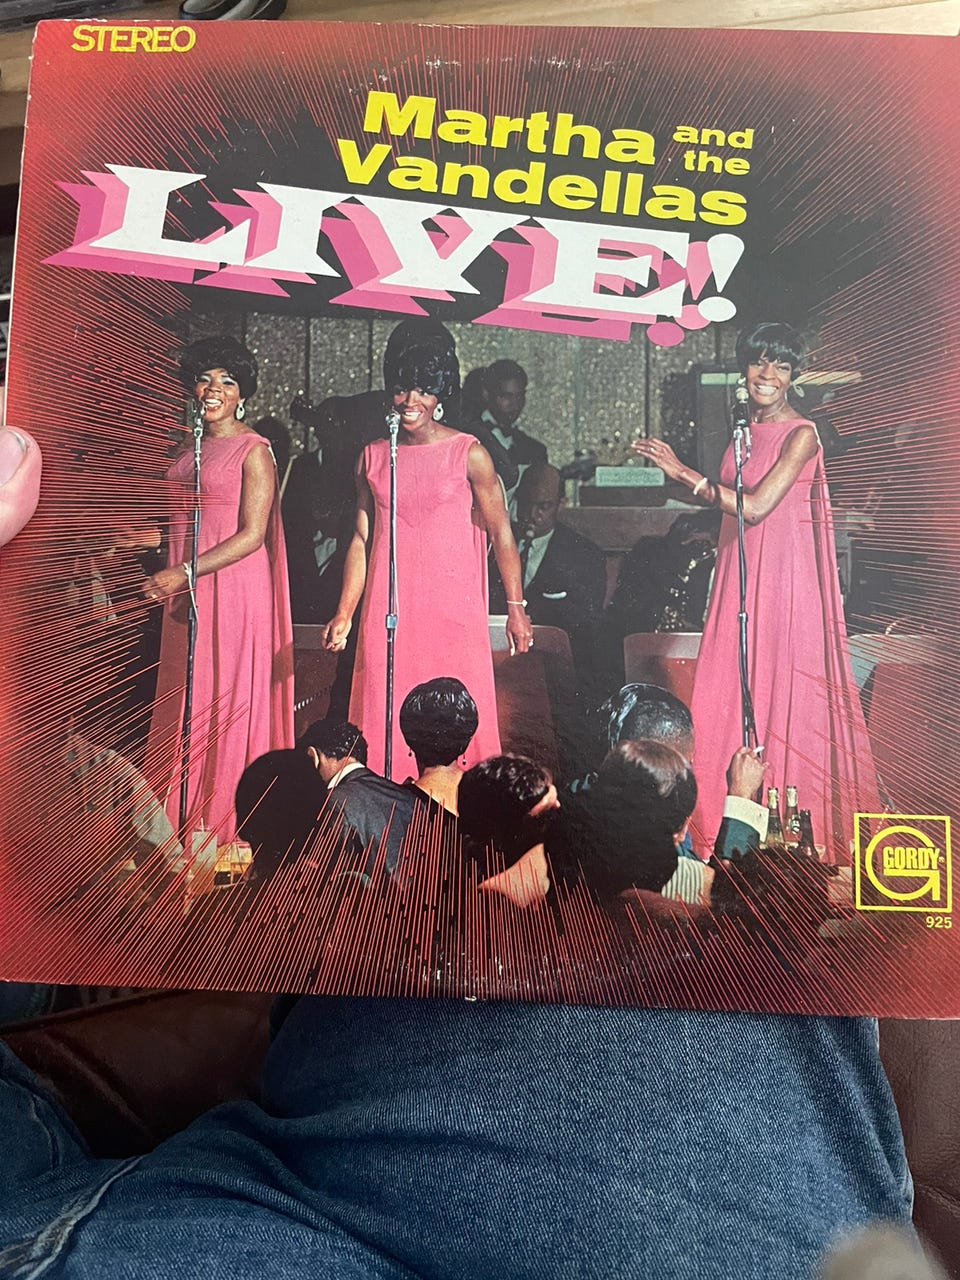 STEREO
Martha and the
Vandellas
LIVE!
GORDY®
925